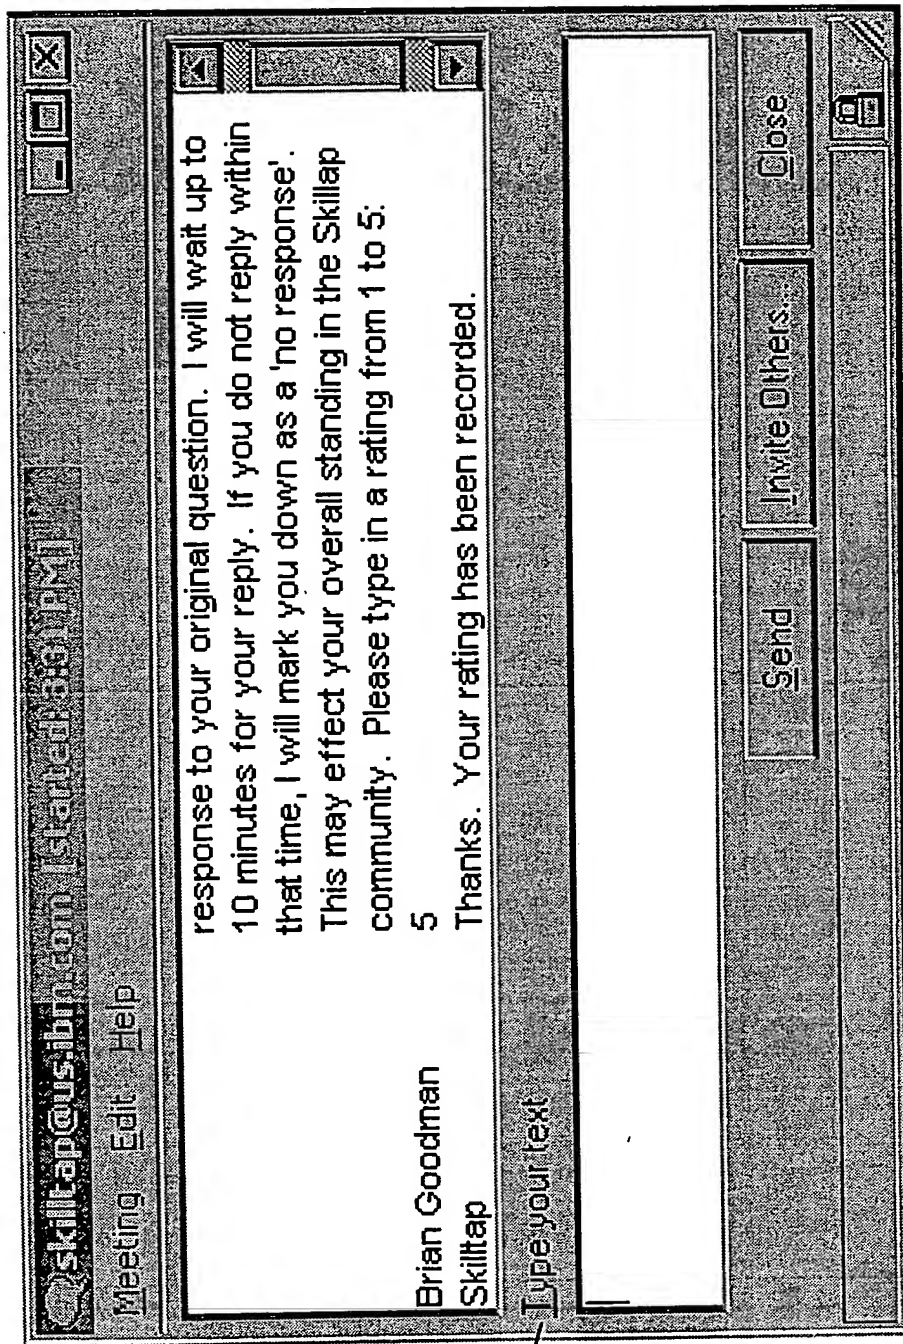 skilltap@us.ibm.com [started at 1 PM]
Meeting Edit Help
response to your original question. I will wait up to
10 minutes for your reply. If you do not reply within
that time, I will mark you down as a 'no response'.
This may effect your overall standing in the Skillap
community. Please type in a rating from 1 to 5:
Brian Goodman 5
Skilltap Thanks. Your rating has been recorded.
Type your text
Send Invite Others... Close